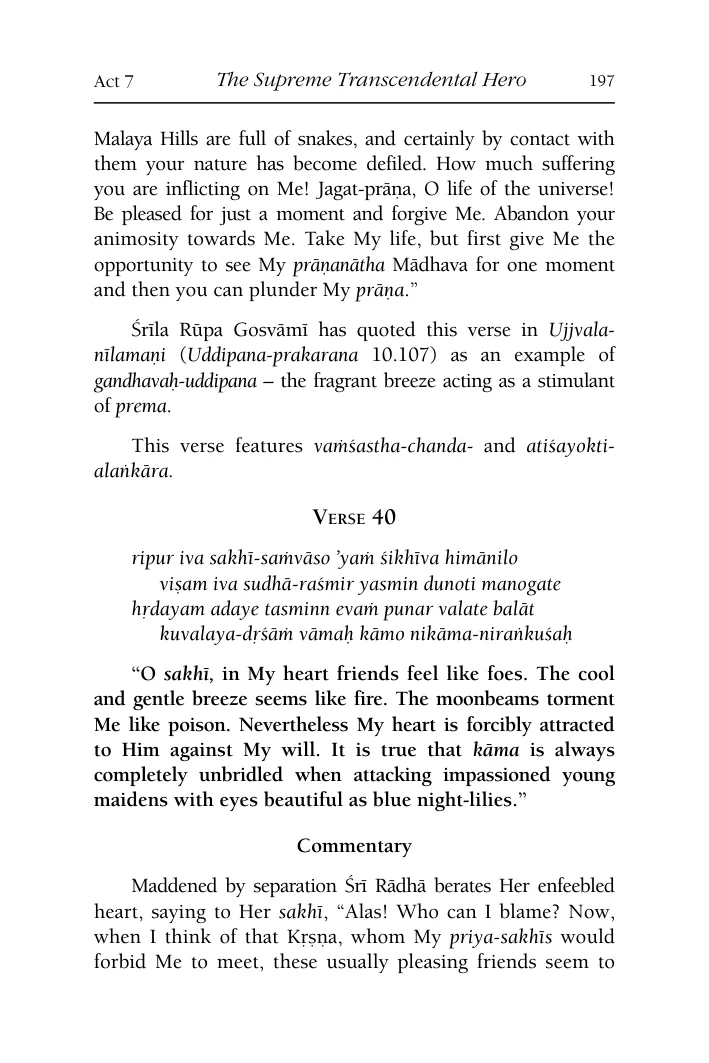 Act 7 The Supreme Transcendental Hero 197
Malaya Hills are full of snakes, and certainly by contact with
them your nature has become defiled. How much suffering
you are inflicting on Me! Jagat-prāṇa, O life of the universe!
Be pleased for just a moment and forgive Me. Abandon your
animosity towards Me. Take My life, but first give Me the
opportunity to see My prāṇanātha Mādhava for one moment
and then you can plunder My prāṇa.”
Śrīla Rūpa Gosvāmī has quoted this verse in Ujjvala-
nīlamaṇi (Uddipana-prakarana 10.107) as an example of
gandhavaḥ-uddipana – the fragrant breeze acting as a stimulant
of prema.
This verse features vaṁśastha-chanda- and atiśayokti-
alaṅkāra.
VERSE 40
ripur iva sakhī-saṁvāso ’yaṁ śikhīva himānilo
viṣam iva sudhā-raśmir yasmin dunoti manogate
hṛdayam adaye tasminn evaṁ punar valate balāt
kuvalaya-dṛśāṁ vāmaḥ kāmo nikāma-niraṅkuśaḥ
“O sakhī, in My heart friends feel like foes. The cool
and gentle breeze seems like fire. The moonbeams torment
Me like poison. Nevertheless My heart is forcibly attracted
to Him against My will. It is true that kāma is always
completely unbridled when attacking impassioned young
maidens with eyes beautiful as blue night-lilies.”
Commentary
Maddened by separation Śrī Rādhā berates Her enfeebled
heart, saying to Her sakhī, “Alas! Who can I blame? Now,
when I think of that Kṛṣṇa, whom My priya-sakhīs would
forbid Me to meet, these usually pleasing friends seem to